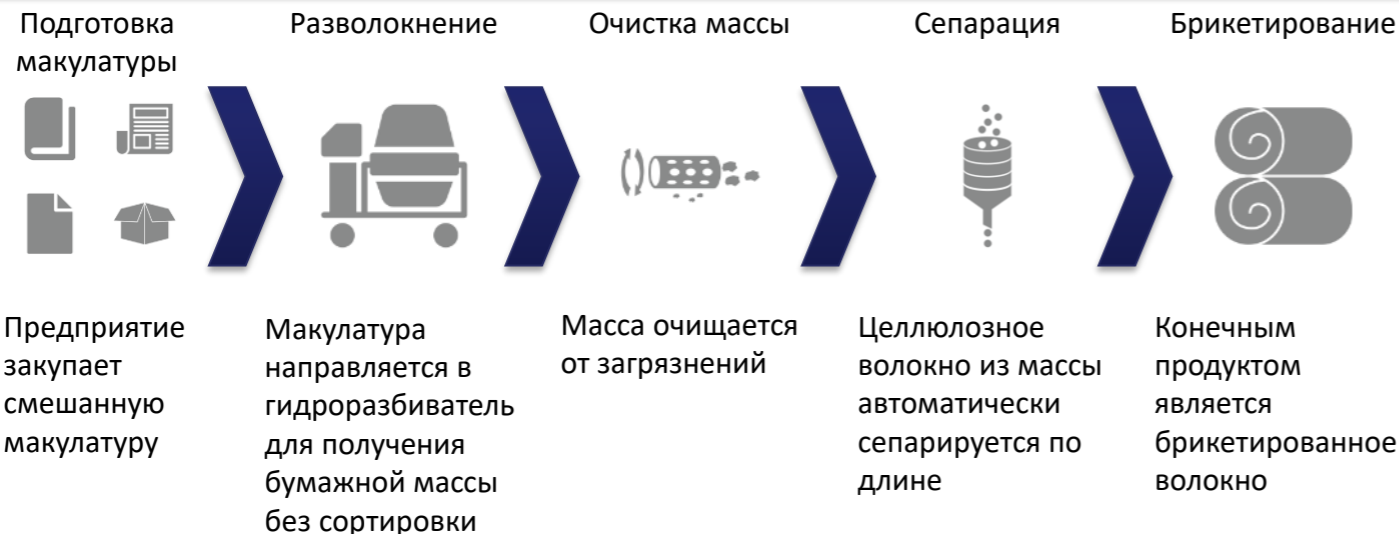 Подготовка
макулатуры
Разволокнение
Очистка массы
Сепарация
Брикетирование
Предприятие
закупает
смешанную
макулатуру
Макулатура
направляется в
гидроразбиватель
для получения
бумажной массы
без сортировки
Масса очищается
от загрязнений
Целлюлозное
волокно из массы
автоматически
сепарируется по
длине
Конечным
продуктом
является
брикетированное
волокно